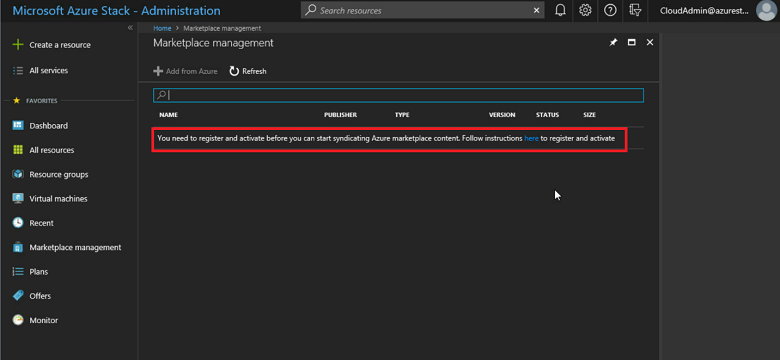 Microsoft Azure Stack - Administration
Search resources
CloudAdmin@azurest...
Create a resource
All services
FAVORITES
Dashboard
All resources
Resource groups
Virtual machines
Recent
Marketplace management
Plans
Offers
Monitor
Home > Marketplace management
Marketplace management
Add from Azure Refresh
NAME PUBLISHER TYPE VERSION STATUS SIZE
You need to register and activate before you can start syndicating Azure marketplace content. Follow instructions here to register and activate